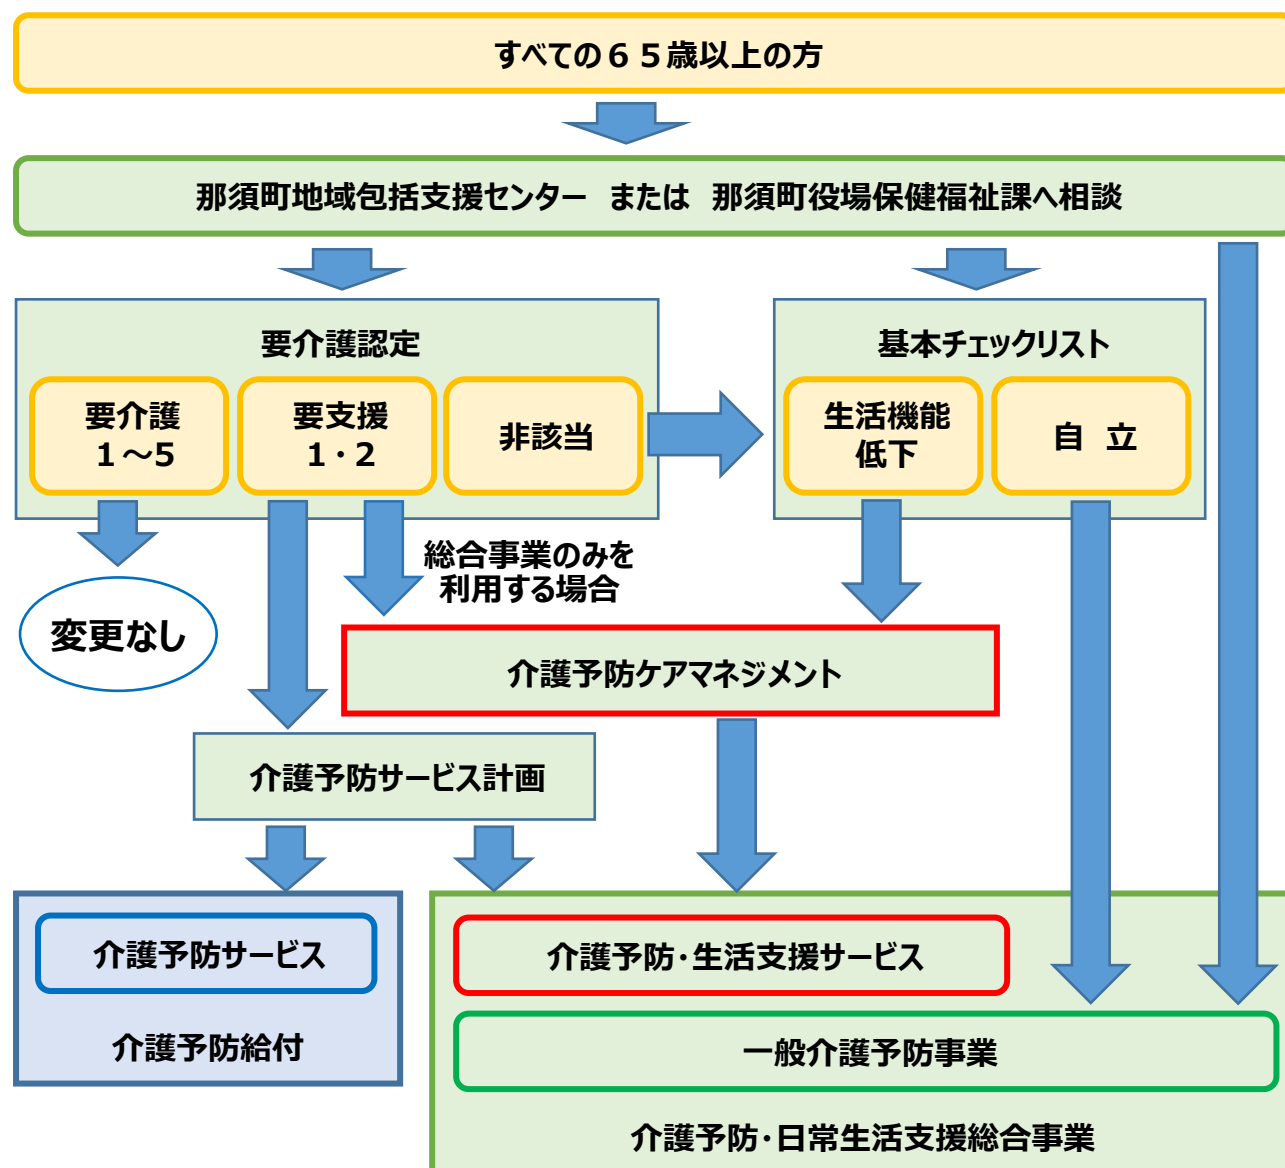 すべての６５歳以上の方
那須町地域包括支援センター　または　那須町役場保健福祉課へ相談
要介護認定
要介護
１～５
要支援
１・２
非該当
基本チェックリスト
生活機能
低下
自　立
総合事業のみを
利用する場合
変更なし
介護予防ケアマネジメント
介護予防サービス計画
介護予防サービス
介護予防給付
介護予防・生活支援サービス
一般介護予防事業
介護予防・日常生活支援総合事業